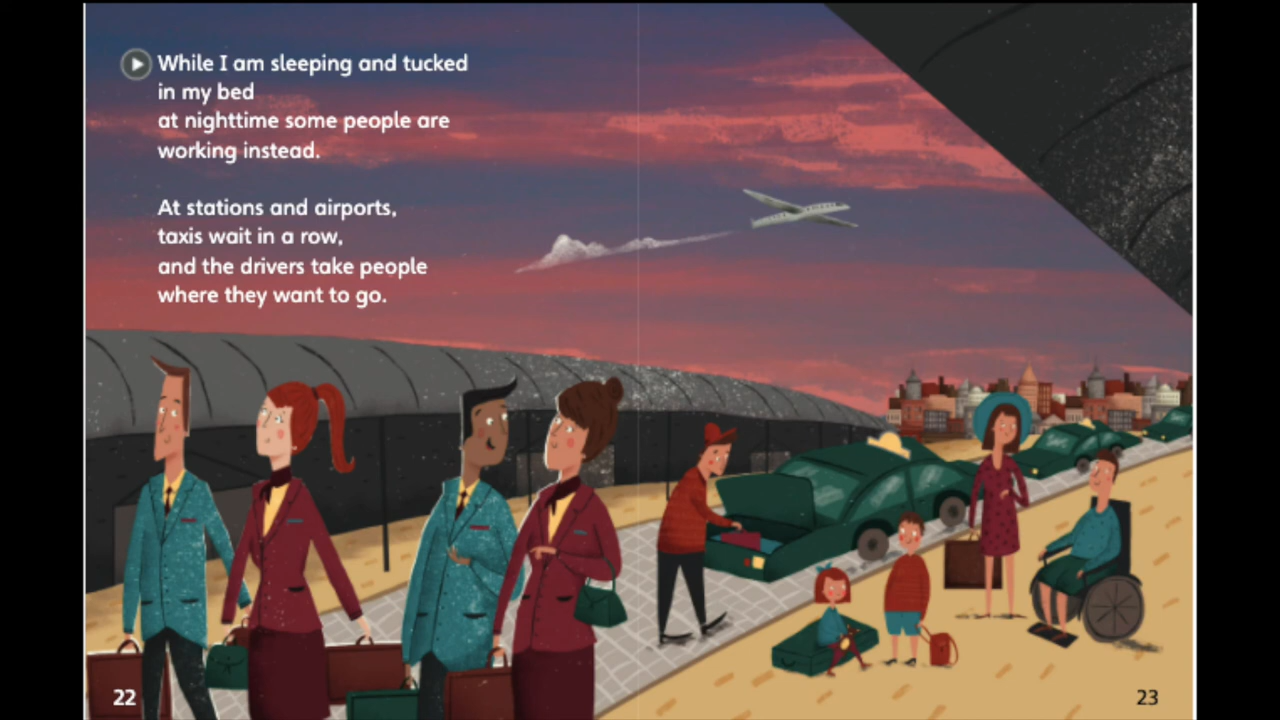 While I am sleeping and tucked
in my bed
at nighttime some people are
working instead.
At stations and airports,
taxis wait in a row,
and the drivers take people
where they want to go.
22
23